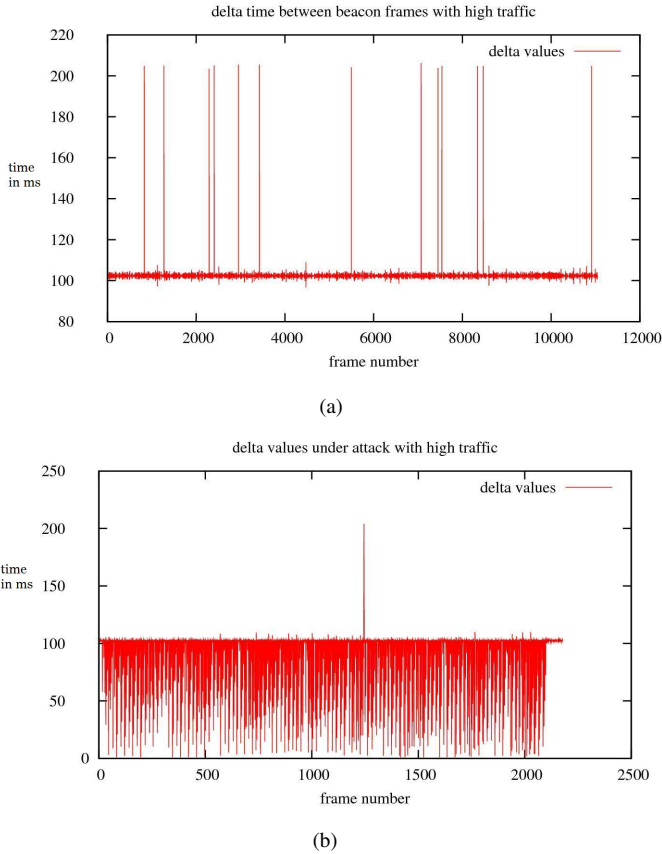 delta time between beacon frames with high traffic
220
delta values
200
180
160
time
in ms
140
120
100
80
0 2000 4000 6000 8000 10000 12000
frame number
(a)
delta values under attack with high traffic
250
delta values
200
time
in ms
150
100
50
0
0 500 1000 1500 2000 2500
frame number
(b)